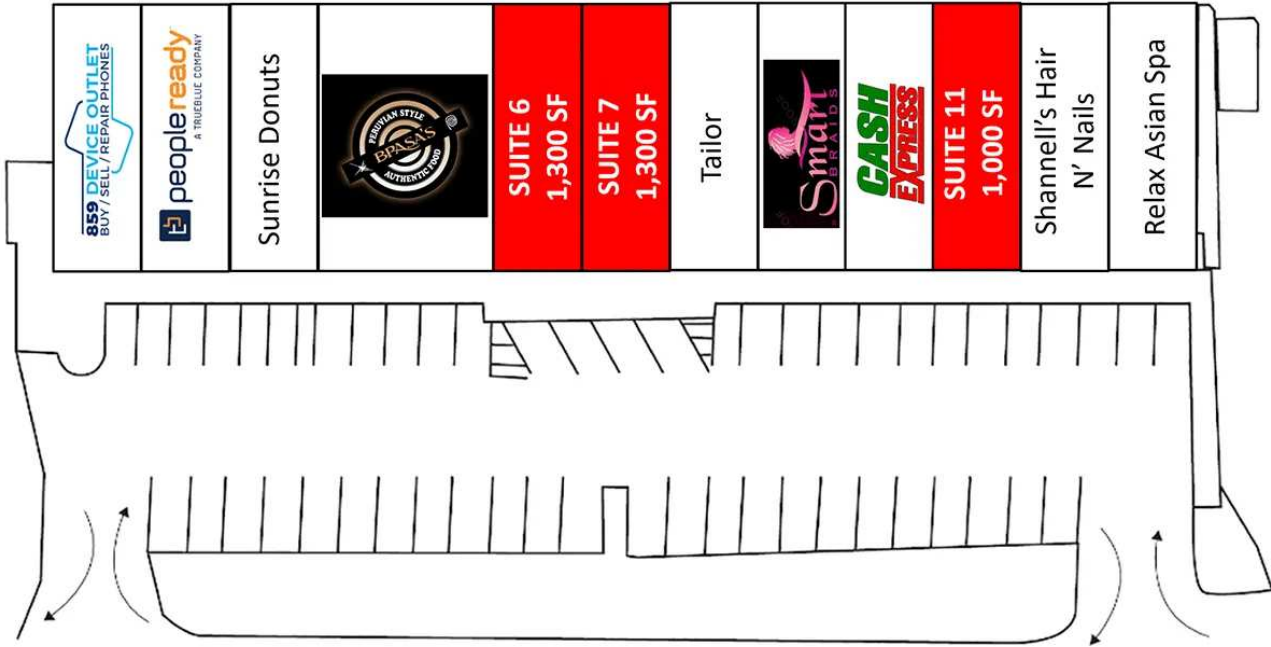 859 DEVICE OUTLET
BUY / SELL / REPAIR PHONES
peopleready
A TRUEBLUE COMPANY
Sunrise Donuts
PERUVIAN STYLE
BPASA'S
AUTHENTIC FOOD
SUITE 6
1,300 SF
SUITE 7
1,300 SF
Tailor
Smart
BRAIDS
CASH
EXPRESS
SUITE 11
1,000 SF
Shannell's Hair
N' Nails
Relax Asian Spa